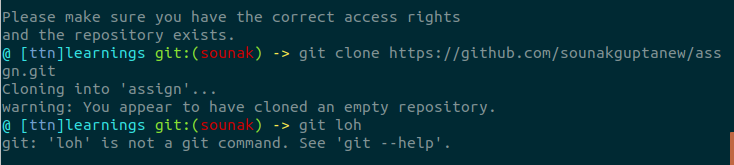 Please make sure you have the correct access rights
and the repository exists.
@ [ttn]learnings git:(sounak) -> git clone https://github.com/sounakguptanew/ass
gn.git
Cloning into 'assign'...
warning: You appear to have cloned an empty repository.
@ [ttn]learnings git:(sounak) -> git loh
git: 'loh' is not a git command. See 'git --help'.